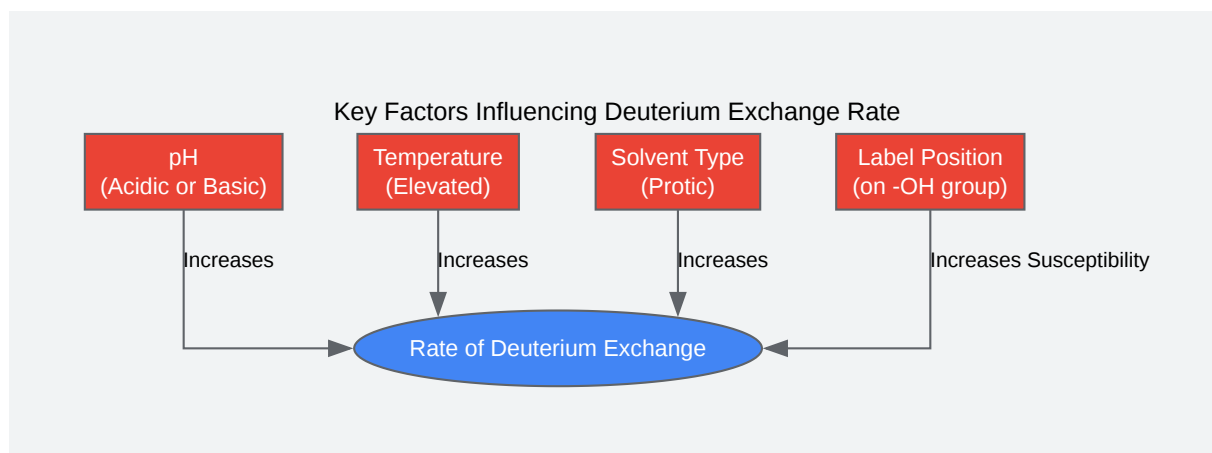 Key Factors Influencing Deuterium Exchange Rate
pH
(Acidic or Basic)
Temperature
(Elevated)
Solvent Type
(Protic)
Label Position
(on -OH group)
Increases
Increases
Increases
Increases Susceptibility
Rate of Deuterium Exchange